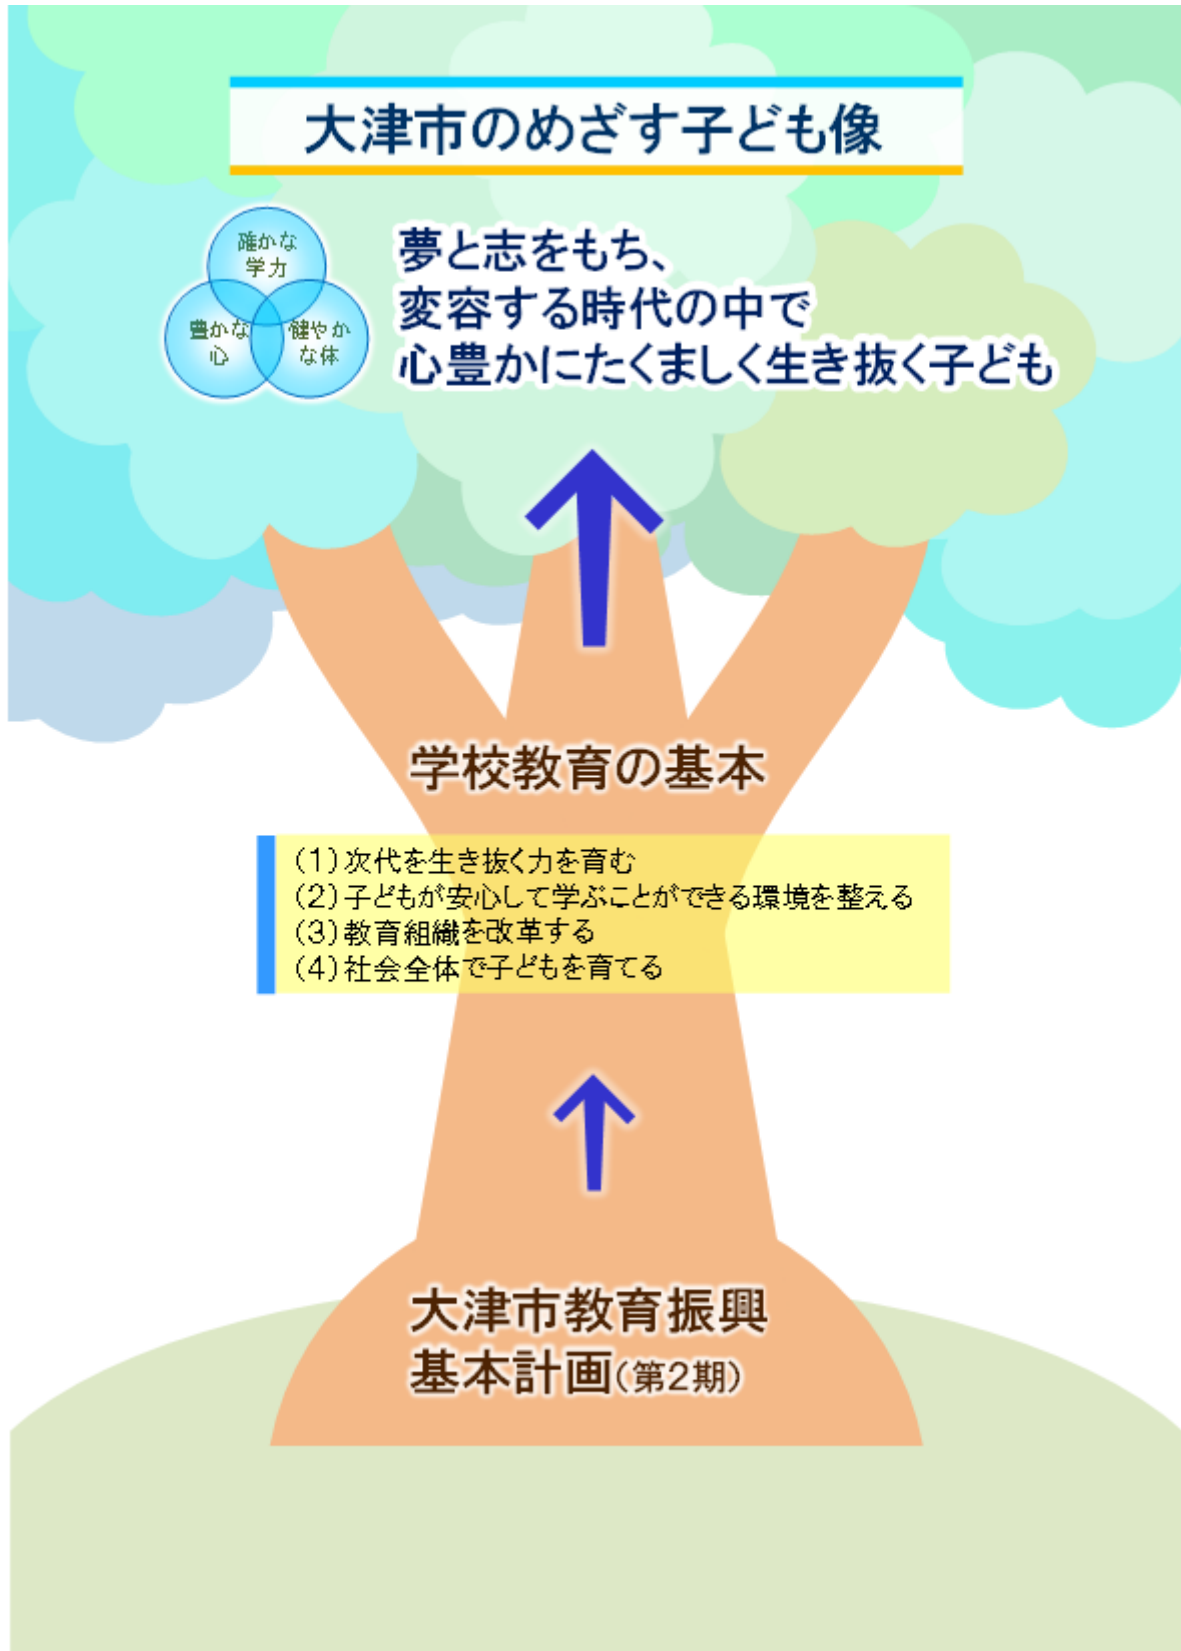 大津市のめざす子ども像
確かな
学力
豊かな
心
健やか
な体
夢と志をもち、
変容する時代の中で
心豊かにたくましく生き抜く子ども
学校教育の基本
(1)次代を生き抜く力を育む
(2)子どもが安心して学ぶことができる環境を整える
(3)教育組織を改革する
(4)社会全体で子どもを育てる
大津市教育振興
基本計画(第2期)